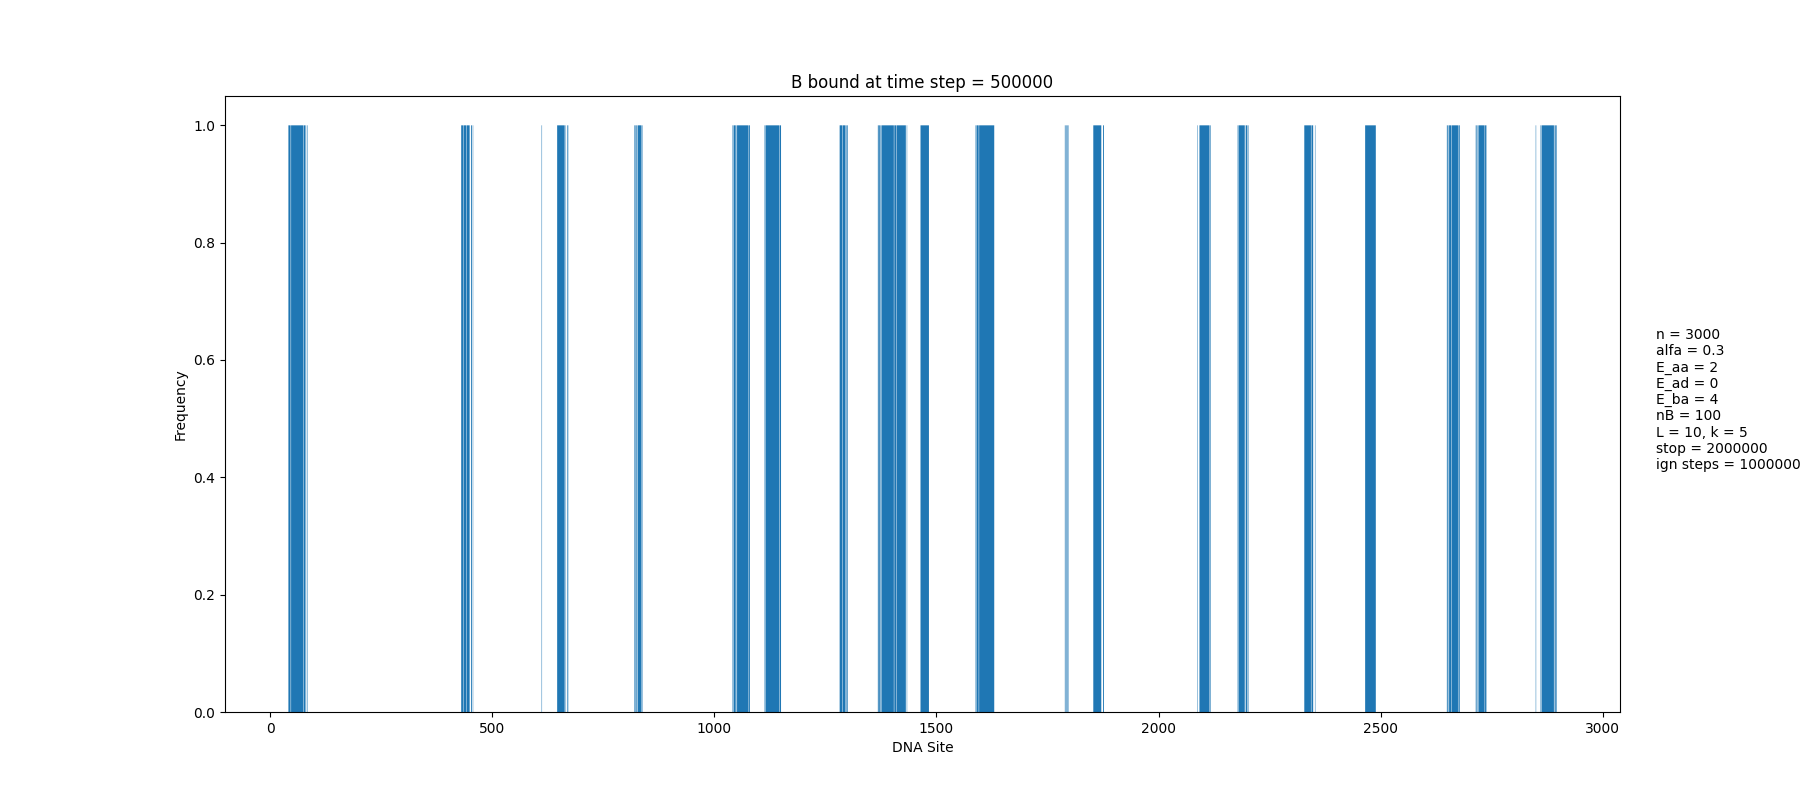 B bound at time step = 500000
1.0
0.8
0.6
0.4
0.2
0.0
Frequency
0 500 1000 1500 2000 2500 3000
DNA Site
n = 3000
alfa = 0.3
E_aa = 2
E_ad = 0
E_ba = 4
nB = 100
L = 10, k = 5
stop = 2000000
ign steps = 1000000